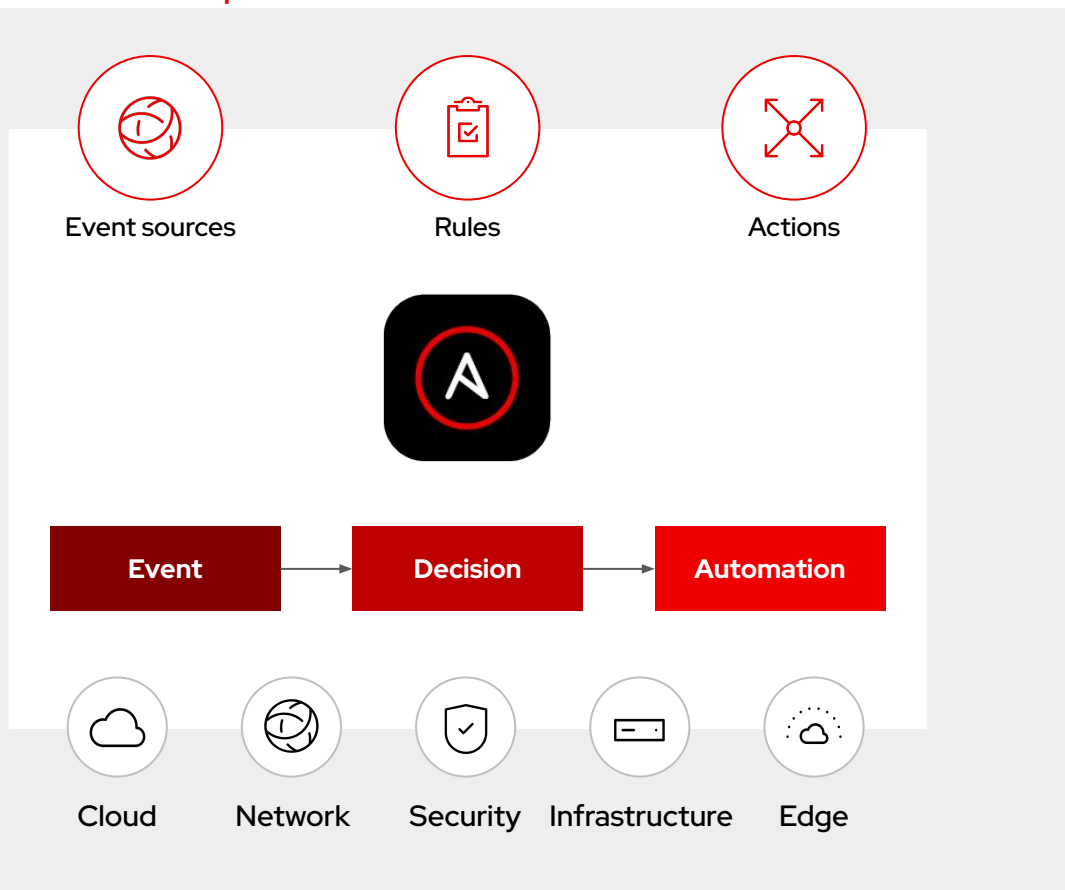 Event sources
Rules
Actions
Event
Decision
Automation
Cloud
Network
Security
Infrastructure
Edge